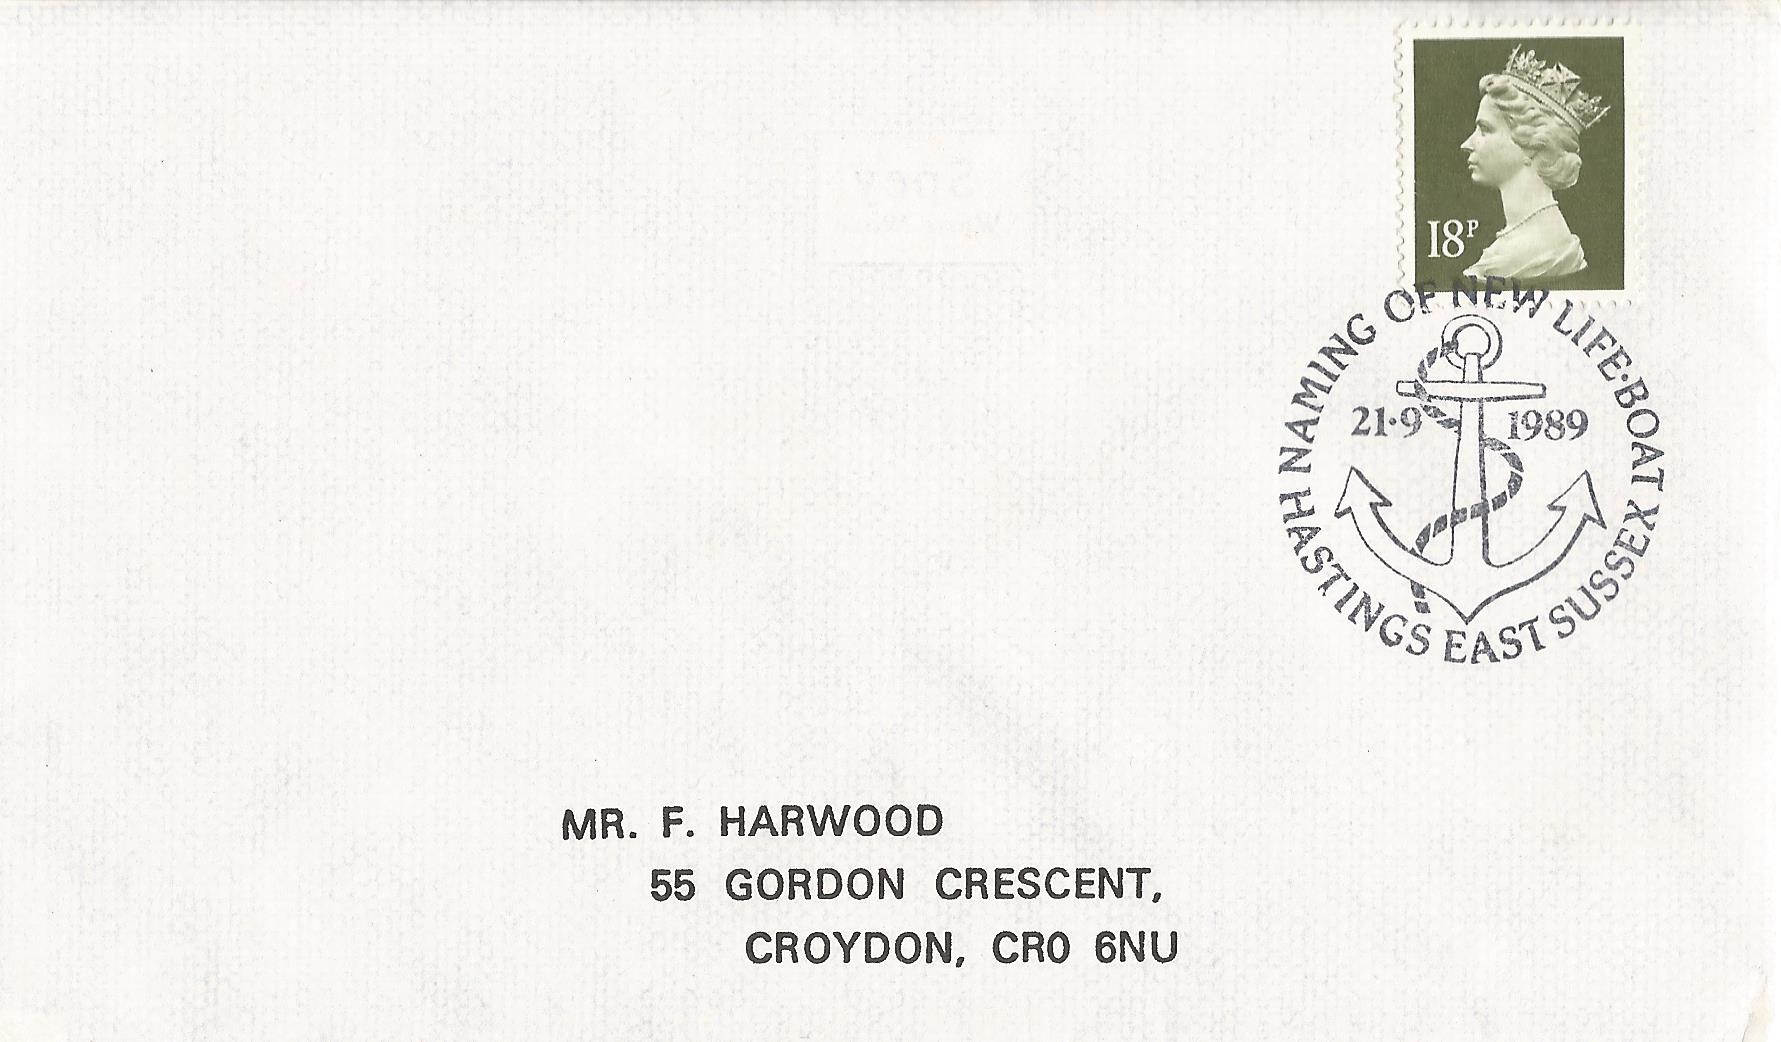 18P
NAMING OF NEW LIFE·BOAT
21·9 1989
HASTINGS EAST SUSSEX
MR. F. HARWOOD
55 GORDON CRESCENT,
CROYDON, CR0 6NU